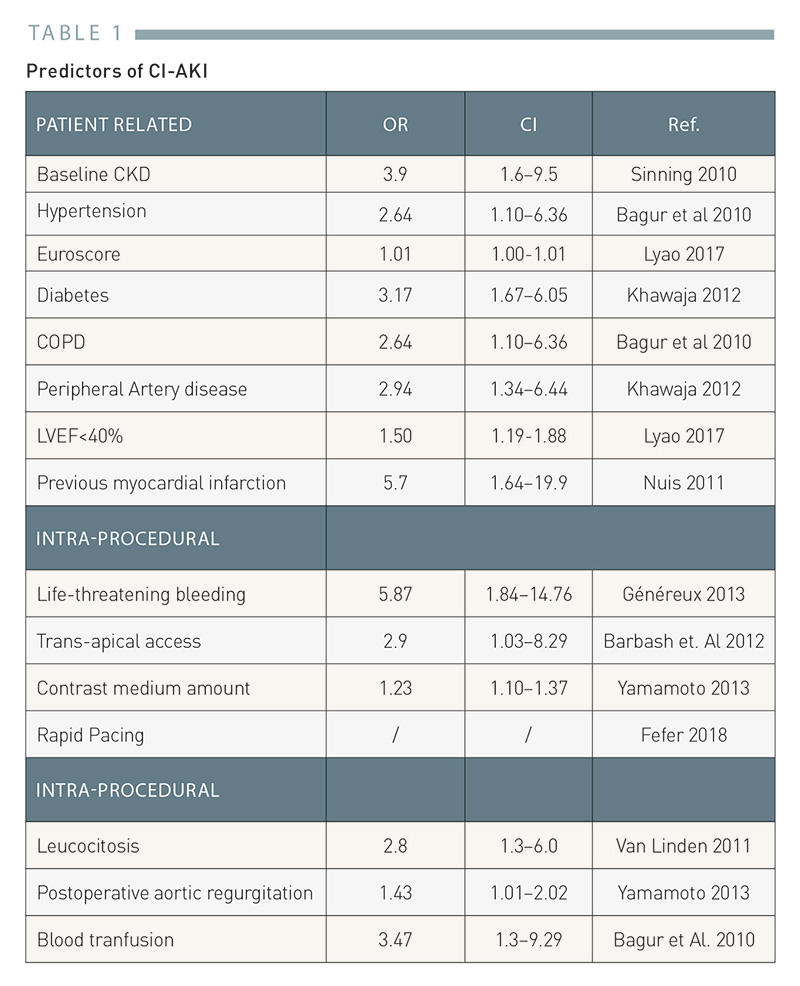 TABLE 1
Predictors of CI-AKI
PATIENT RELATED OR CI Ref.
Baseline CKD 3.9 1.6–9.5 Sinning 2010
Hypertension 2.64 1.10–6.36 Bagur et al 2010
Euroscore 1.01 1.00-1.01 Lyao 2017
Diabetes 3.17 1.67–6.05 Khawaja 2012
COPD 2.64 1.10–6.36 Bagur et al 2010
Peripheral Artery disease 2.94 1.34–6.44 Khawaja 2012
LVEF<40% 1.50 1.19-1.88 Lyao 2017
Previous myocardial infarction 5.7 1.64–19.9 Nuis 2011
INTRA-PROCEDURAL
Life-threatening bleeding 5.87 1.84–14.76 Généreux 2013
Trans-apical access 2.9 1.03–8.29 Barbash et. Al 2012
Contrast medium amount 1.23 1.10–1.37 Yamamoto 2013
Rapid Pacing / / Fefer 2018
INTRA-PROCEDURAL
Leucocitosis 2.8 1.3–6.0 Van Linden 2011
Postoperative aortic regurgitation 1.43 1.01–2.02 Yamamoto 2013
Blood tranfusion 3.47 1.3–9.29 Bagur et Al. 2010